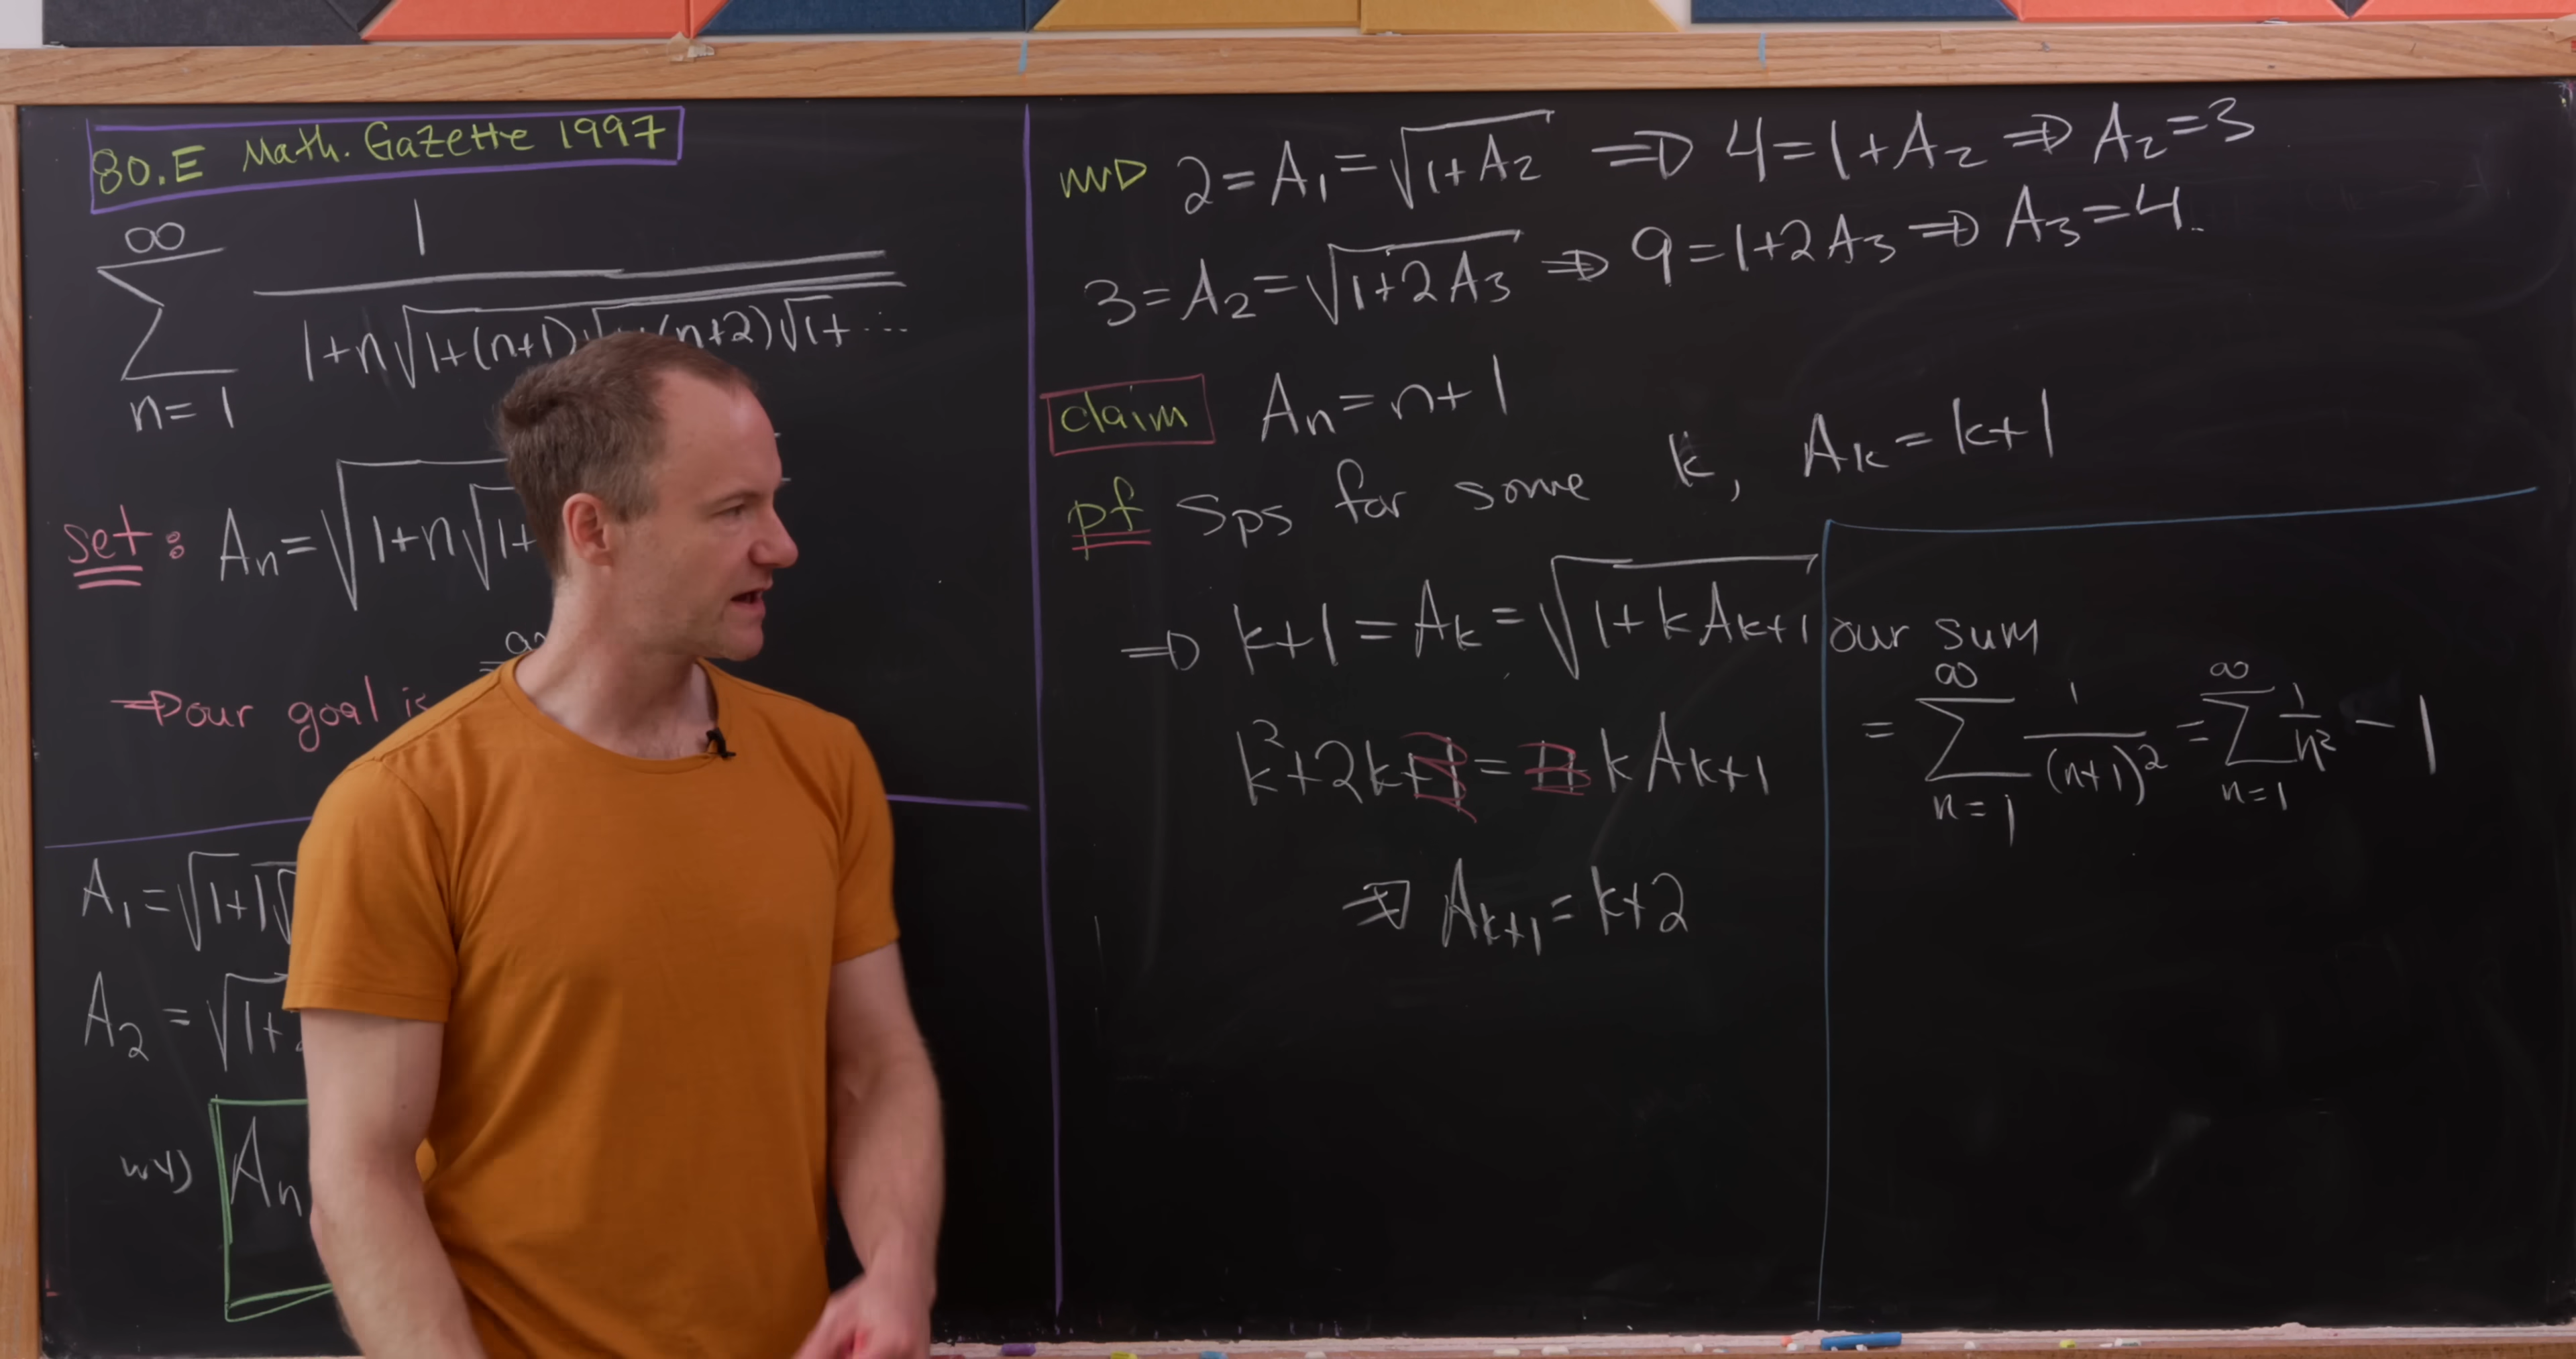 80.E Math. Gazette 1997
∞ ∑ n=1 1 / 1+n√1+(n+1)√ (n+2)√1+ ...
set: An=√1+n√1+
⇒ our goal is
A1=√1+1√
A2=√1+
An
⇝ 2=A1=√1+A2 ⇒ 4=1+A2 ⇒ A2=3
3=A2=√1+2A3 ⇒ 9=1+2A3 ⇒ A3=4.
claim An=n+1
pf Sps for some k, Ak=k+1
⇒ k+1=Ak=√1+kAk+1
k²+2k+1=1+kAk+1
⇒ Ak+1=k+2
our sum
= ∞ ∑ n=1 1/(n+1)² = ∞ ∑ n=1 1/n² - 1